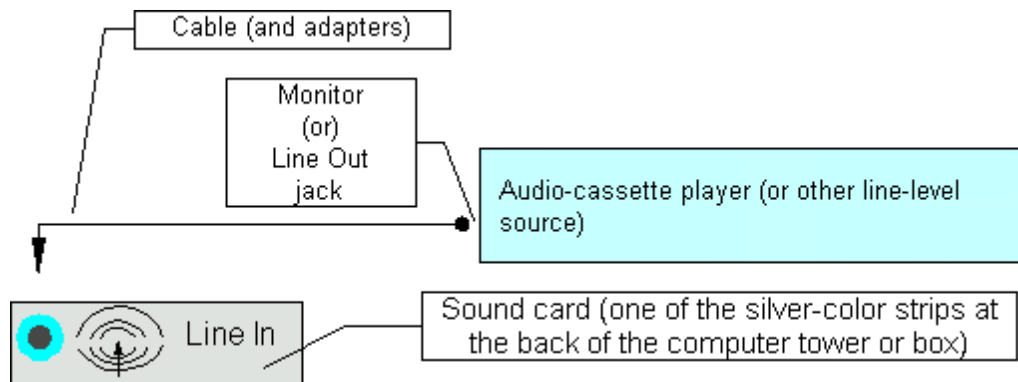 Cable (and adapters)
Monitor
(or)
Line Out
jack
Audio-cassette player (or other line-level
source)
Line In
Sound card (one of the silver-color strips at
the back of the computer tower or box)